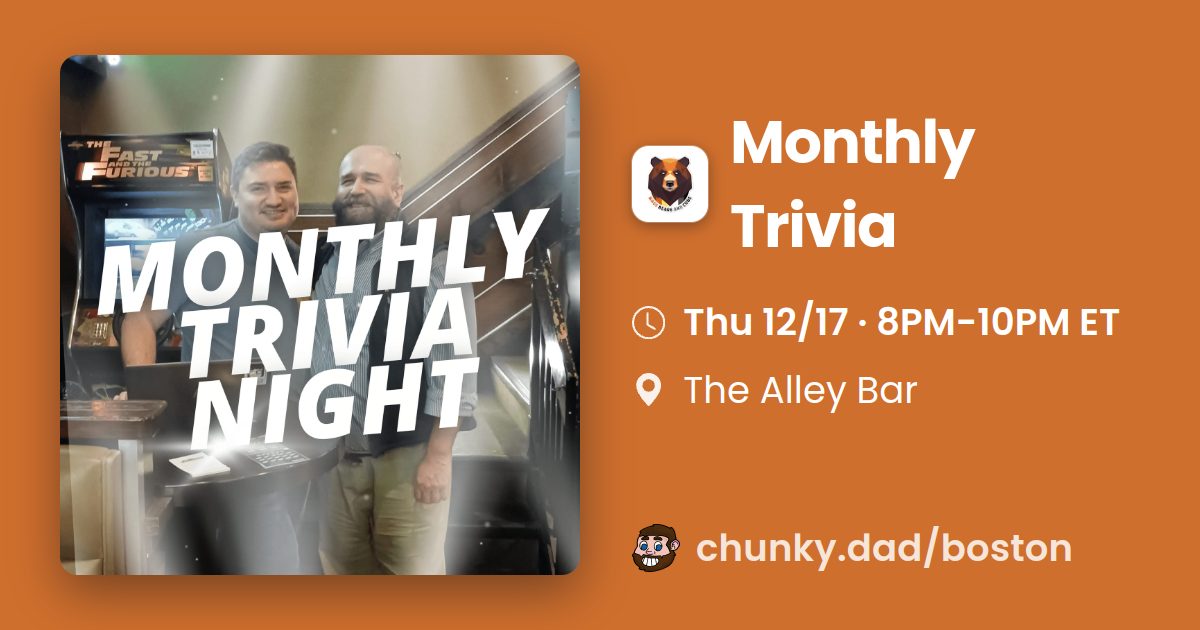 THE
FAST
AND THE
FURIOUS
MONTHLY
TRIVIA
NIGHT
Monthly
Trivia
Thu 12/17 · 8PM-10PM ET
The Alley Bar
chunky.dad/boston